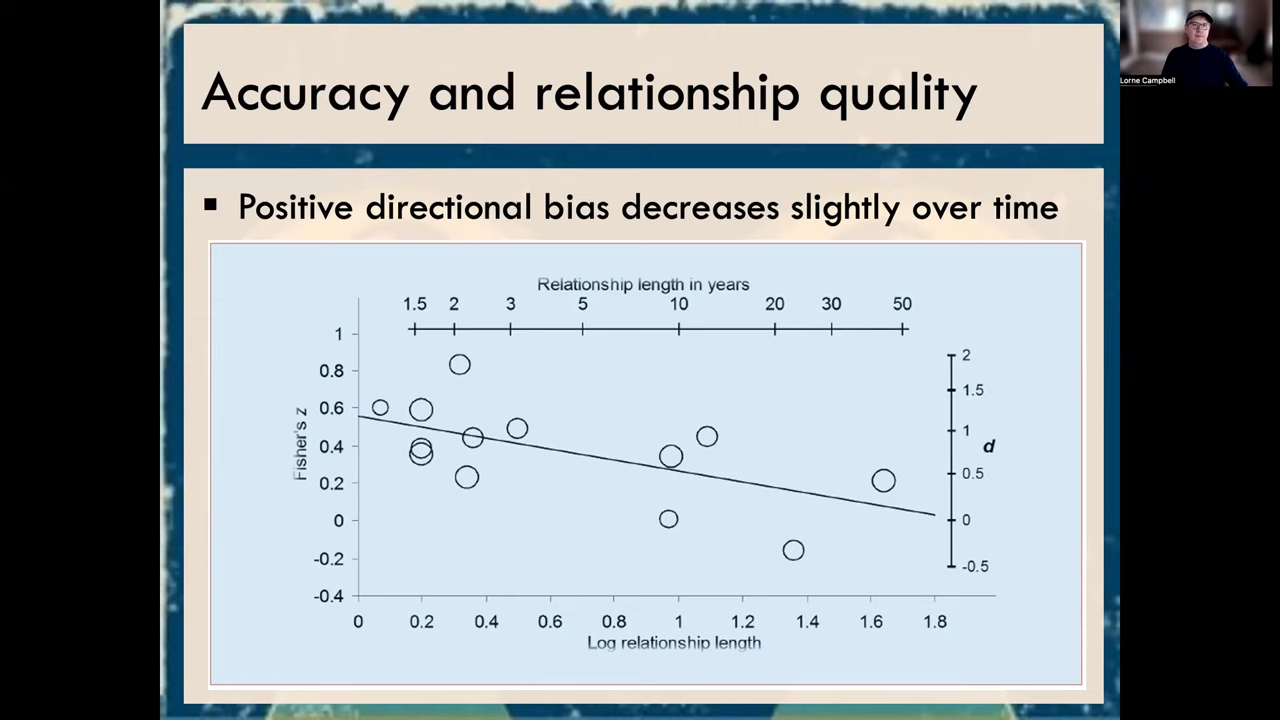 Accuracy and relationship quality
Lorne Campbell
▪ Positive directional bias decreases slightly over time
Relationship length in years
1.5 2 3 5 10 20 30 50
1
0.8
0.6
0.4
0.2
0
-0.2
-0.4
Fisher's z
2
1.5
1
0.5
0
-0.5
d
0 0.2 0.4 0.6 0.8 1 1.2 1.4 1.6 1.8
Log relationship length